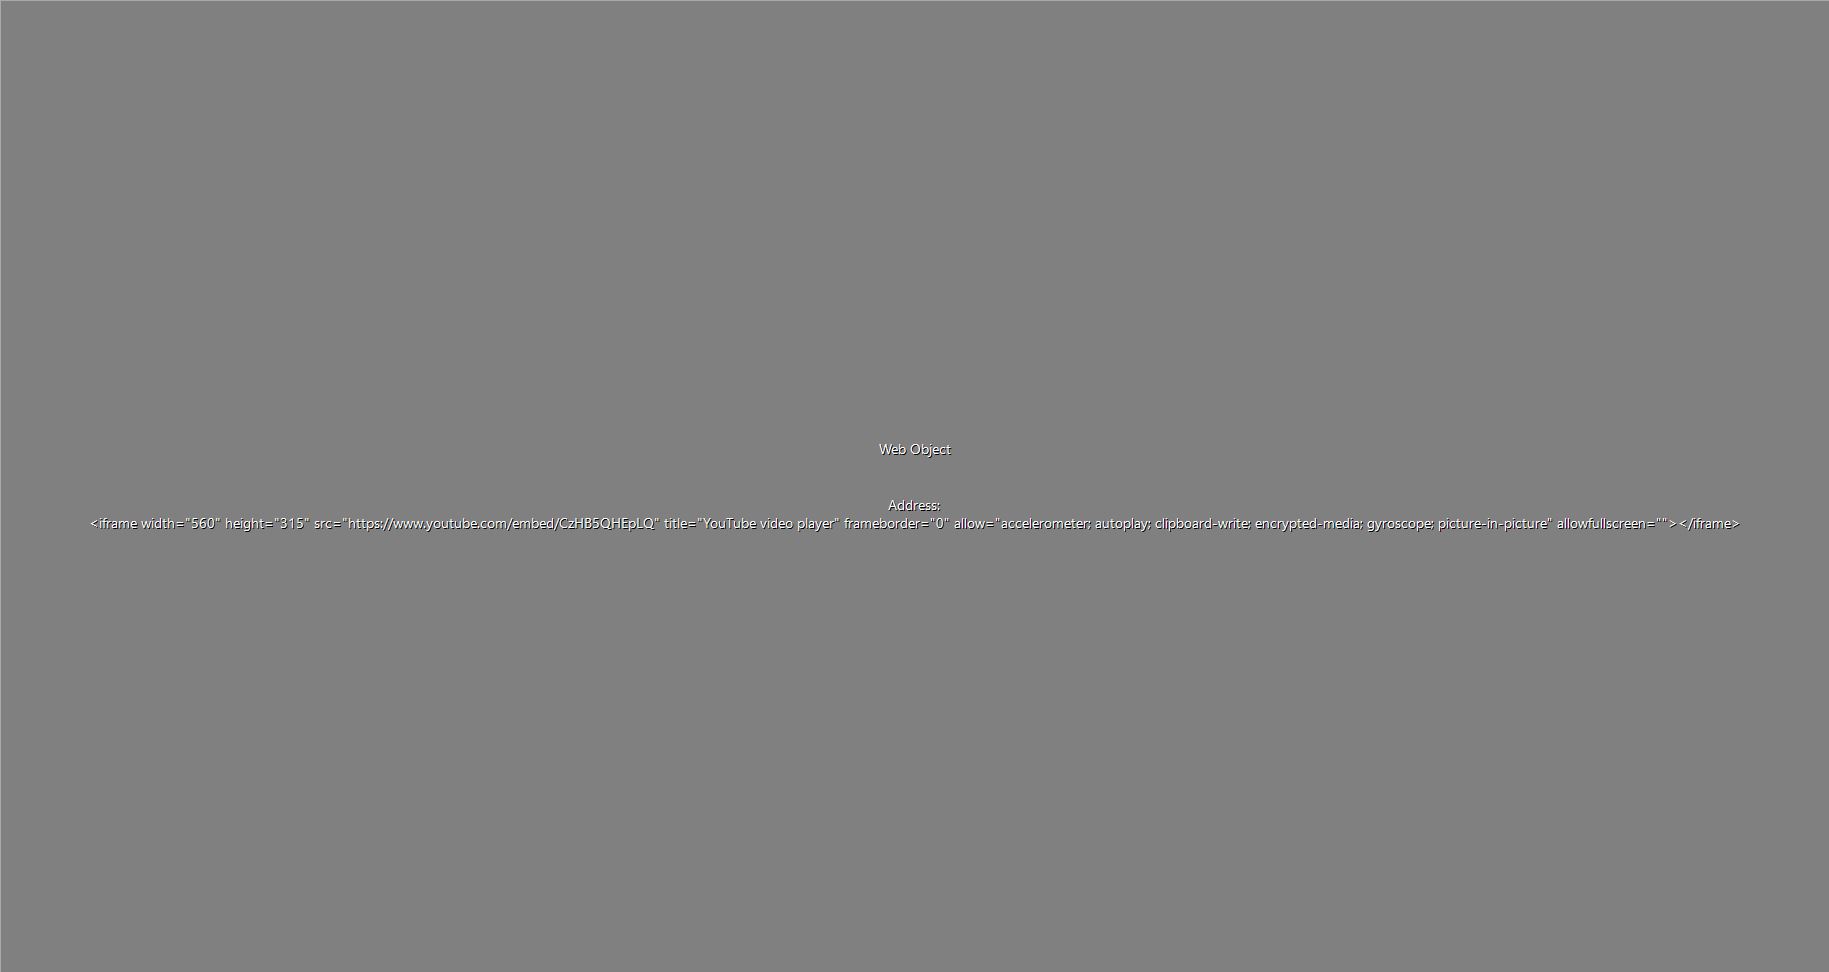 Web Object
Address:
<iframe width="560" height="315" src="https://www.youtube.com/embed/CzHB5QHEpLQ" title="YouTube video player" frameborder="0" allow="accelerometer; autoplay; clipboard-write; encrypted-media; gyroscope; picture-in-picture" allowfullscreen=""></iframe>